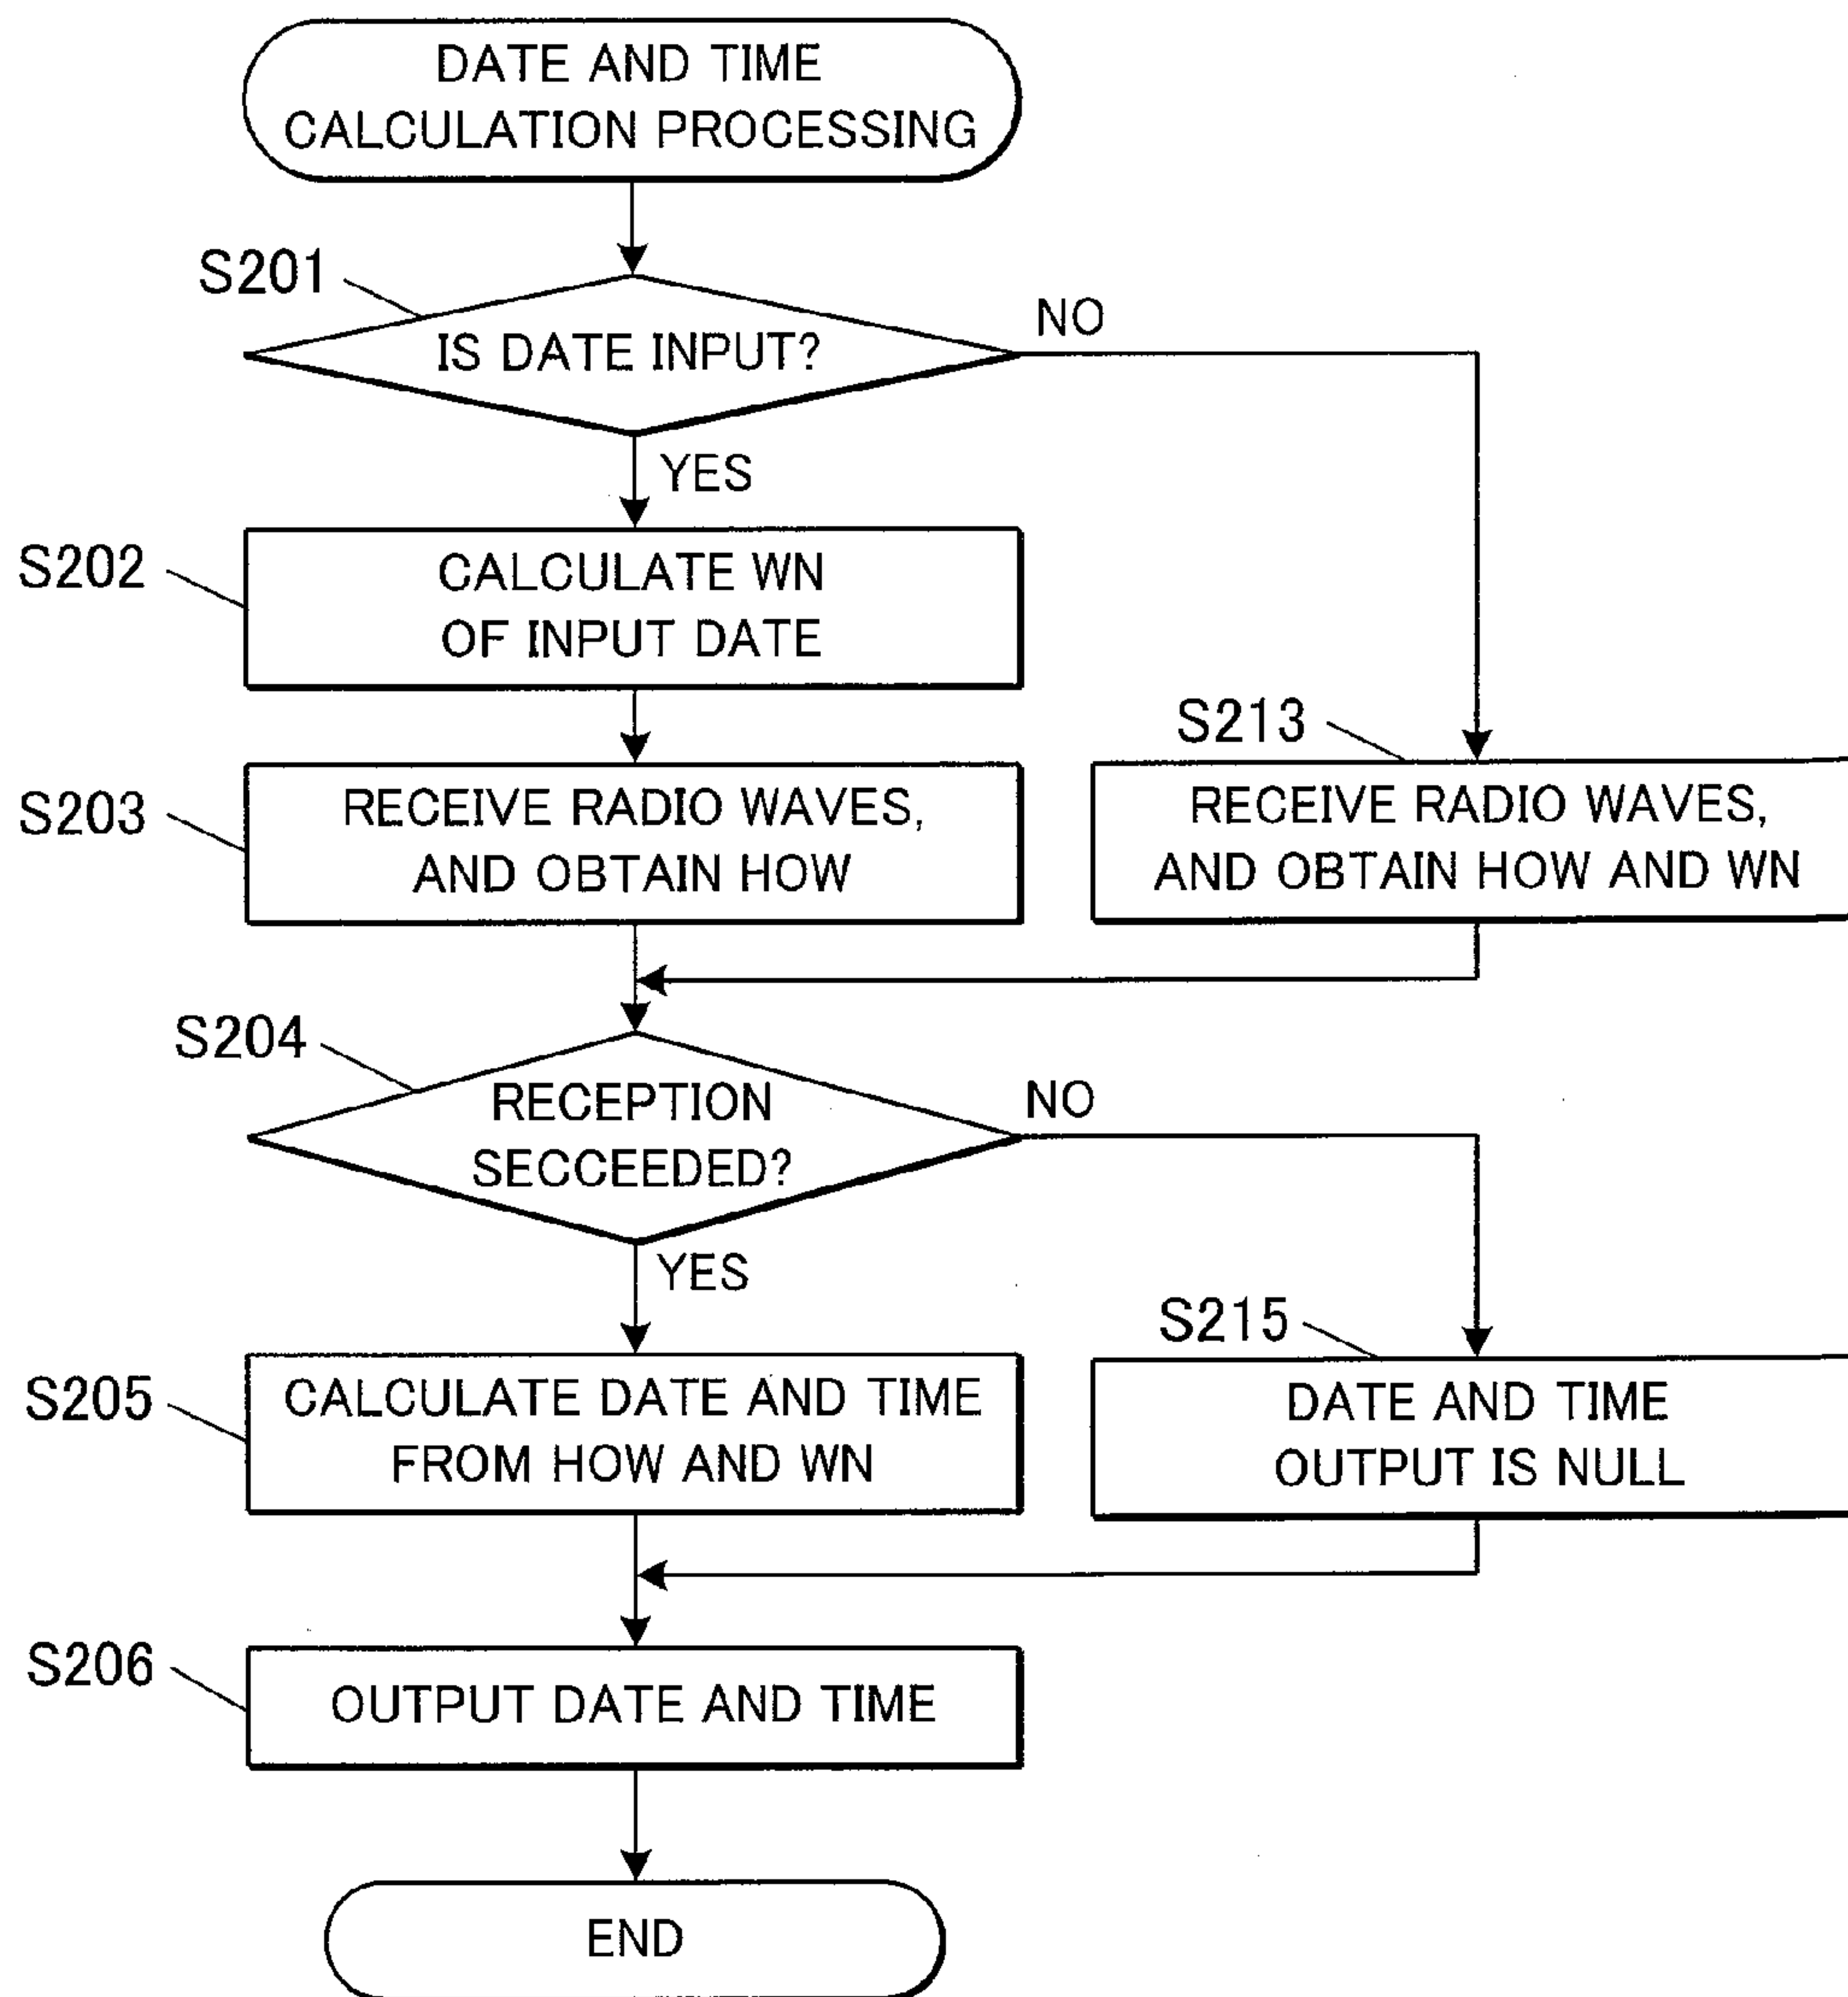 DATE AND TIME
CALCULATION PROCESSING
S201
IS DATE INPUT?
NO
YES
S202
CALCULATE WN
OF INPUT DATE
S203
RECEIVE RADIO WAVES,
AND OBTAIN HOW
S213
RECEIVE RADIO WAVES,
AND OBTAIN HOW AND WN
S204
RECEPTION
SECCEEDED?
NO
YES
S205
CALCULATE DATE AND TIME
FROM HOW AND WN
S215
DATE AND TIME
OUTPUT IS NULL
S206
OUTPUT DATE AND TIME
END